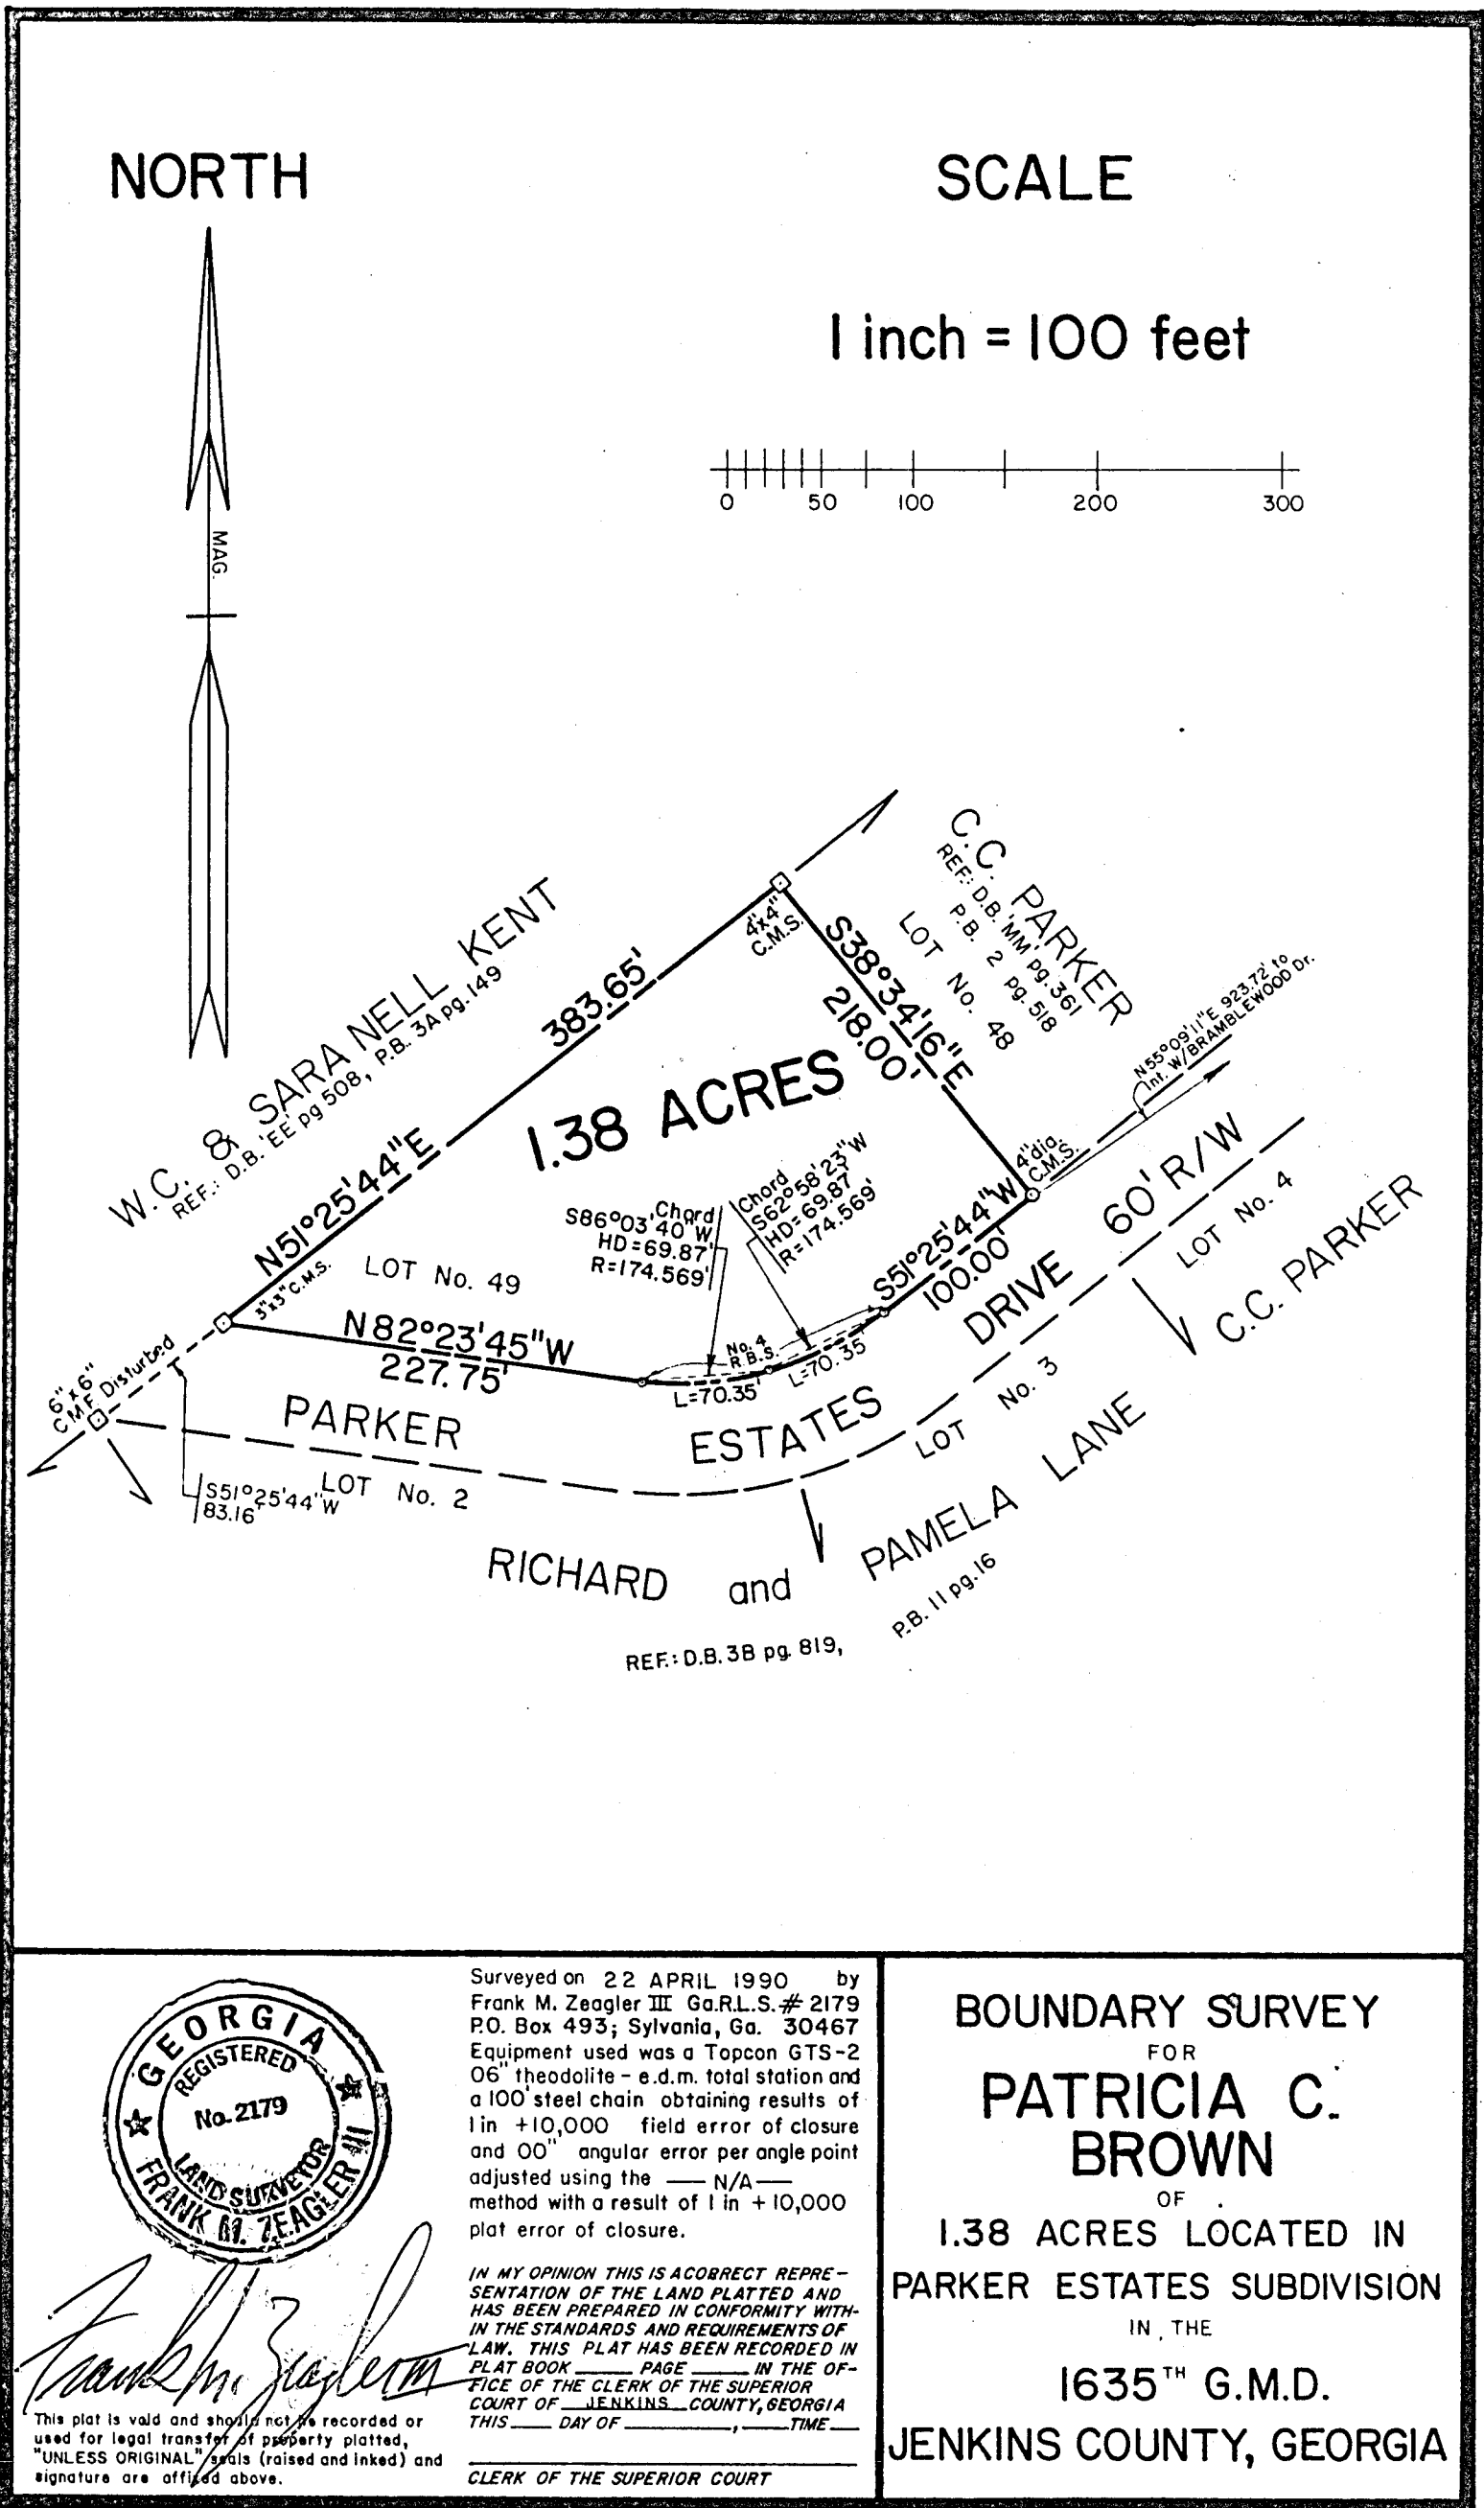 NORTH
SCALE
1 inch = 100 feet
0 50 100 200 300
MAG.
W.C. & SARA NELL KENT
REF.: D.B. 'EE' pg 508, P.B. 3A pg. 149
N51°25'44"E
383.65'
4"x4"
C.M.S.
S38°34'16"E
218.00'
LOT No. 48
C.C. PARKER
REF.: D.B. 'MM' pg. 361
P.B. 2 pg. 518
N55°09'11"E 923.72' to
Int. W/BRAMBLEWOOD Dr.
1.38 ACRES
4"dia.
C.M.S.
Chord
S86°03'40"W
HD=69.87'
R=174.569'
Chord
S62°58'23"W
HD=69.87'
R=174.569'
S51°25'44"W
100.00'
3"x3" C.M.S.
LOT No. 49
N82°23'45"W
227.75'
No. 4
R.B.S.
L=70.35'
L=70.35'
6"x6"
C.M.F. Disturbed
S51°25'44"W
83.16'
PARKER ESTATES DRIVE 60' R/W
LOT No. 2
LOT No. 3
LOT No. 4
C.C. PARKER
RICHARD and PAMELA LANE
REF.: D.B. 3B pg. 819, P.B. 11 pg. 16
GEORGIA
REGISTERED
No. 2179
LAND SURVEYOR
FRANK M. ZEAGLER III
Frank M. Zeagler III
This plat is valid and should not be recorded or
used for legal transfer of property platted,
"UNLESS ORIGINAL" seals (raised and inked) and
signature are affixed above.
Surveyed on 22 APRIL 1990 by
Frank M. Zeagler III Ga.R.L.S.# 2179
P.O. Box 493; Sylvania, Ga. 30467
Equipment used was a Topcon GTS-2
06" theodolite - e.d.m. total station and
a 100' steel chain obtaining results of
1 in +10,000 field error of closure
and 00" angular error per angle point
adjusted using the — N/A —
method with a result of 1 in +10,000
plat error of closure.
IN MY OPINION THIS IS A CORRECT REPRE-
SENTATION OF THE LAND PLATTED AND
HAS BEEN PREPARED IN CONFORMITY WITH-
IN THE STANDARDS AND REQUIREMENTS OF
LAW. THIS PLAT HAS BEEN RECORDED IN
PLAT BOOK ____ PAGE ____ IN THE OF-
FICE OF THE CLERK OF THE SUPERIOR
COURT OF JENKINS COUNTY, GEORGIA
THIS ____ DAY OF ________, ____ TIME ___
CLERK OF THE SUPERIOR COURT
BOUNDARY SURVEY
FOR
PATRICIA C.
BROWN
OF
1.38 ACRES LOCATED IN
PARKER ESTATES SUBDIVISION
IN THE
1635TH G.M.D.
JENKINS COUNTY, GEORGIA